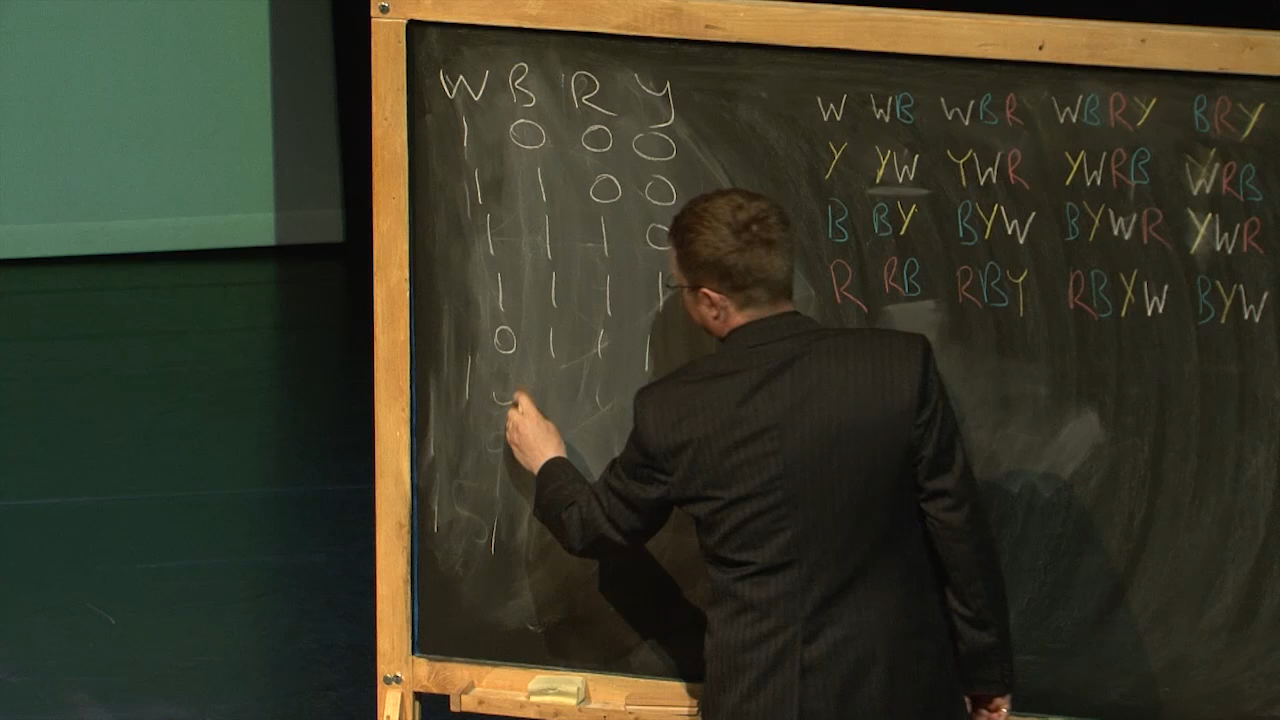 W B R Y
1 0 0 0
1 1 0 0
1 1 1 0
1 1 1 1
0 1 1 1
W WB WBR WBRY BRY
Y YW YWR YWRB WRB
B BY BYW BYWR YWR
R RB RBY RBYW BYW